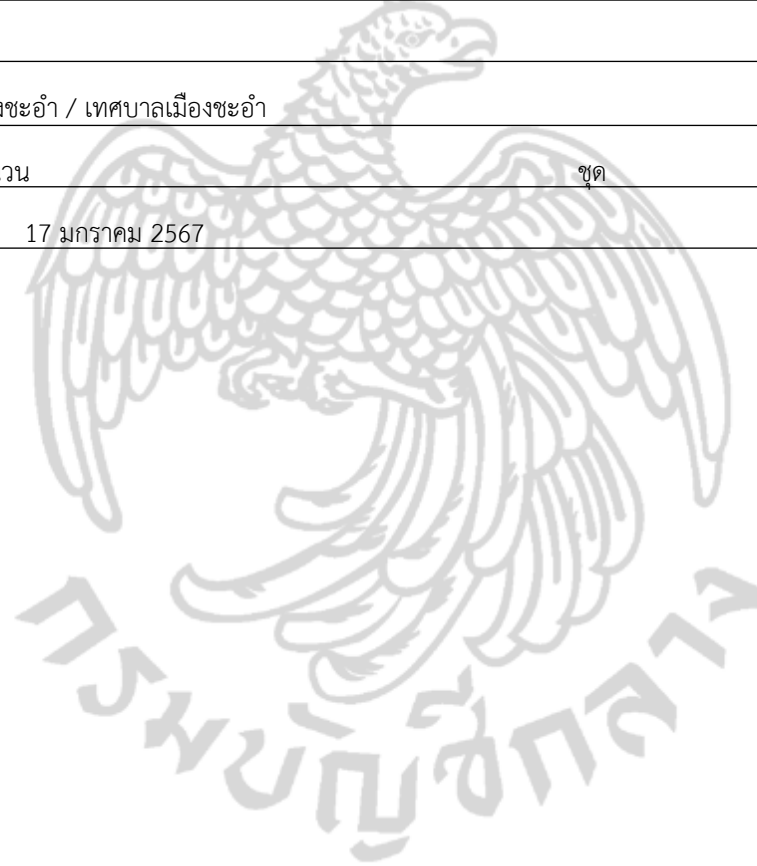 งชะอำ / เทศบาลเมืองชะอำ
วน ชุด
17 มกราคม 2567
กรมบัญชีกลาง